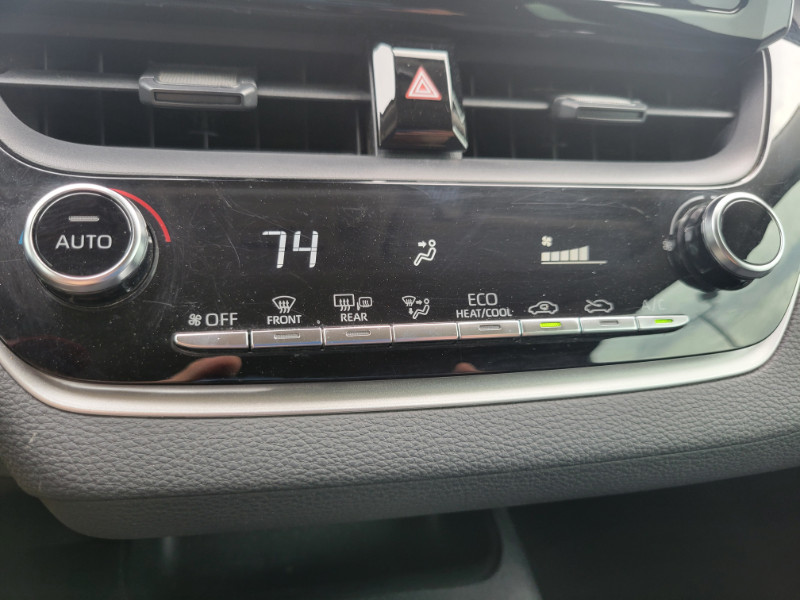 AUTO
74
OFF
FRONT
REAR
ECO
HEAT/COOL
A/C